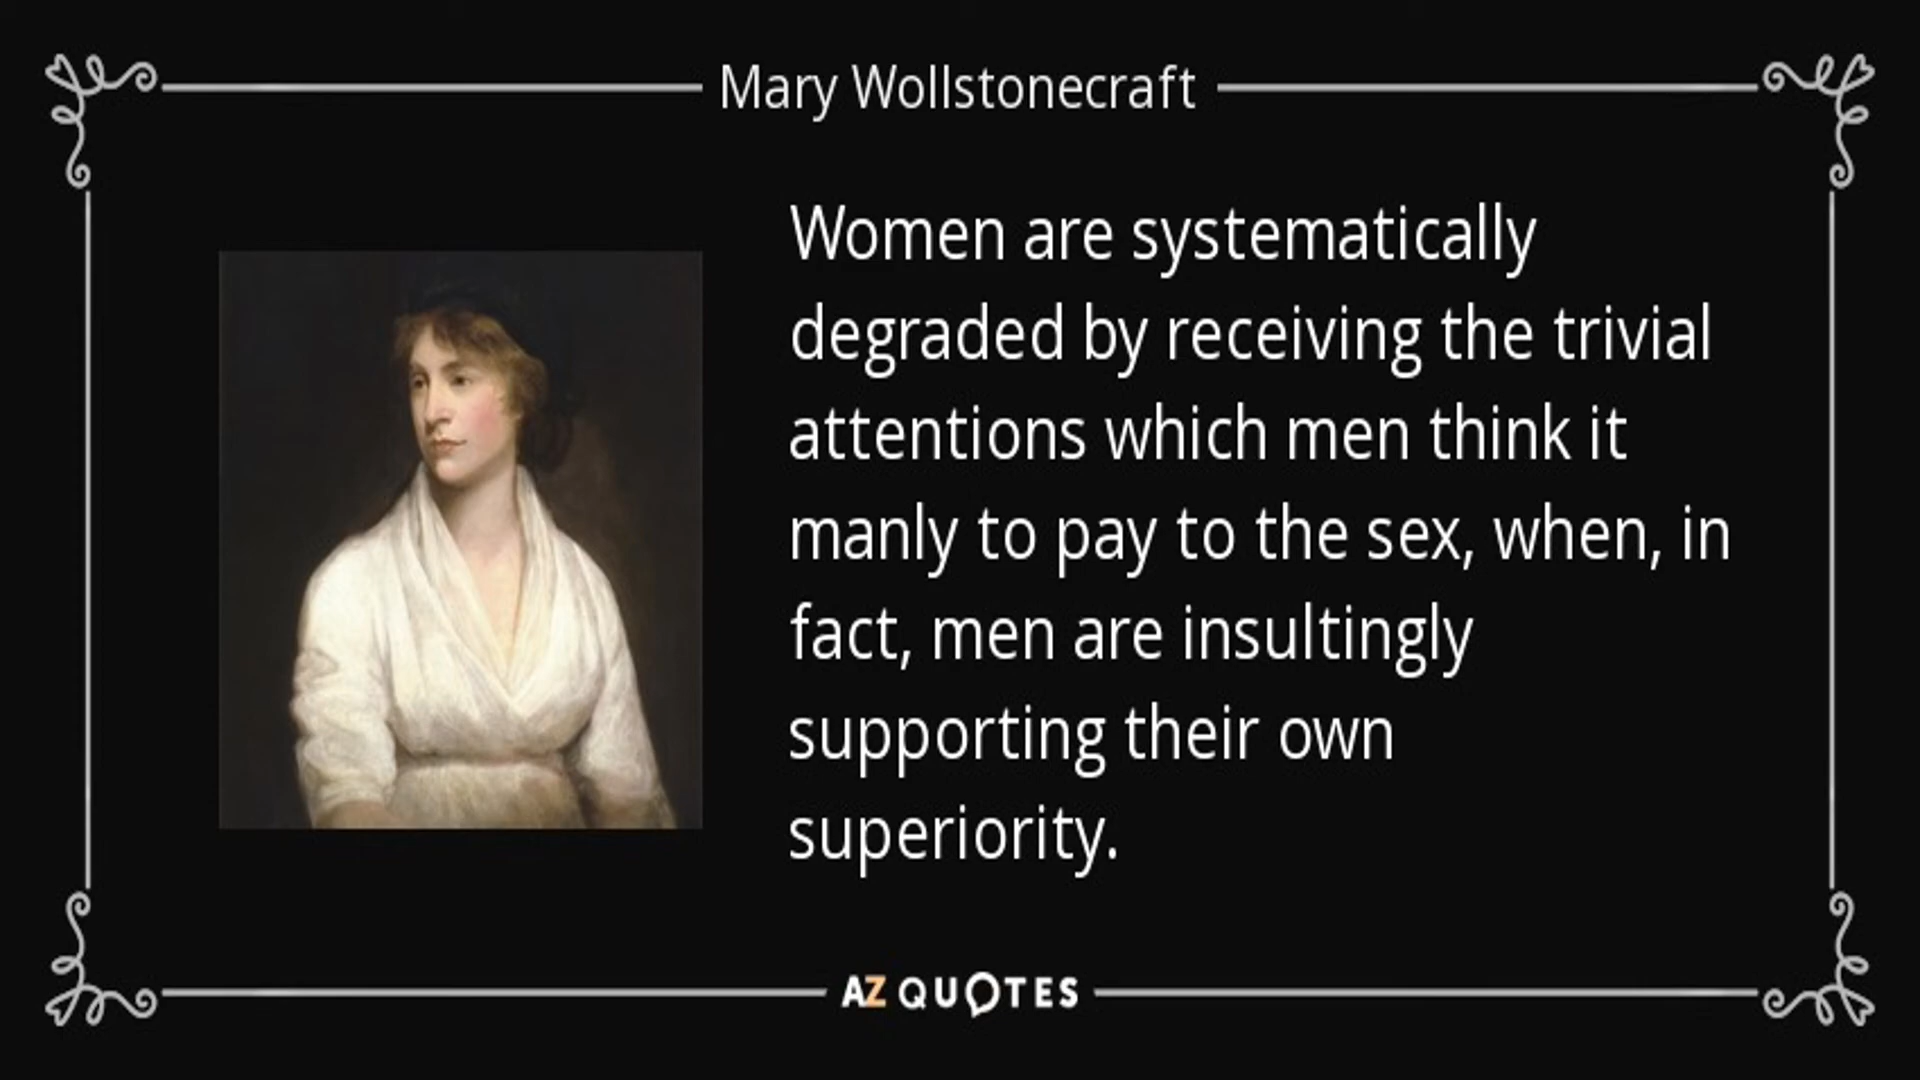 Mary Wollstonecraft
Women are systematically
degraded by receiving the trivial
attentions which men think it
manly to pay to the sex, when, in
fact, men are insultingly
supporting their own
superiority.
AZ QUOTES